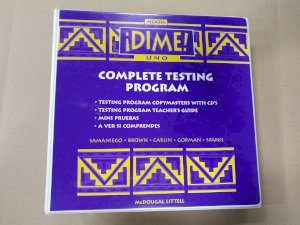 HEATH
¡DIME!
UNO
COMPLETE TESTING
PROGRAM
• TESTING PROGRAM COPYMASTERS WITH CD'S
• TESTING PROGRAM TEACHER'S GUIDE
• MINI PRUEBAS
• A VER SI COMPRENDES
SAMANIEGO • BROWN • CARLIN • GORMAN • SPARKS
MCDOUGAL LITTELL